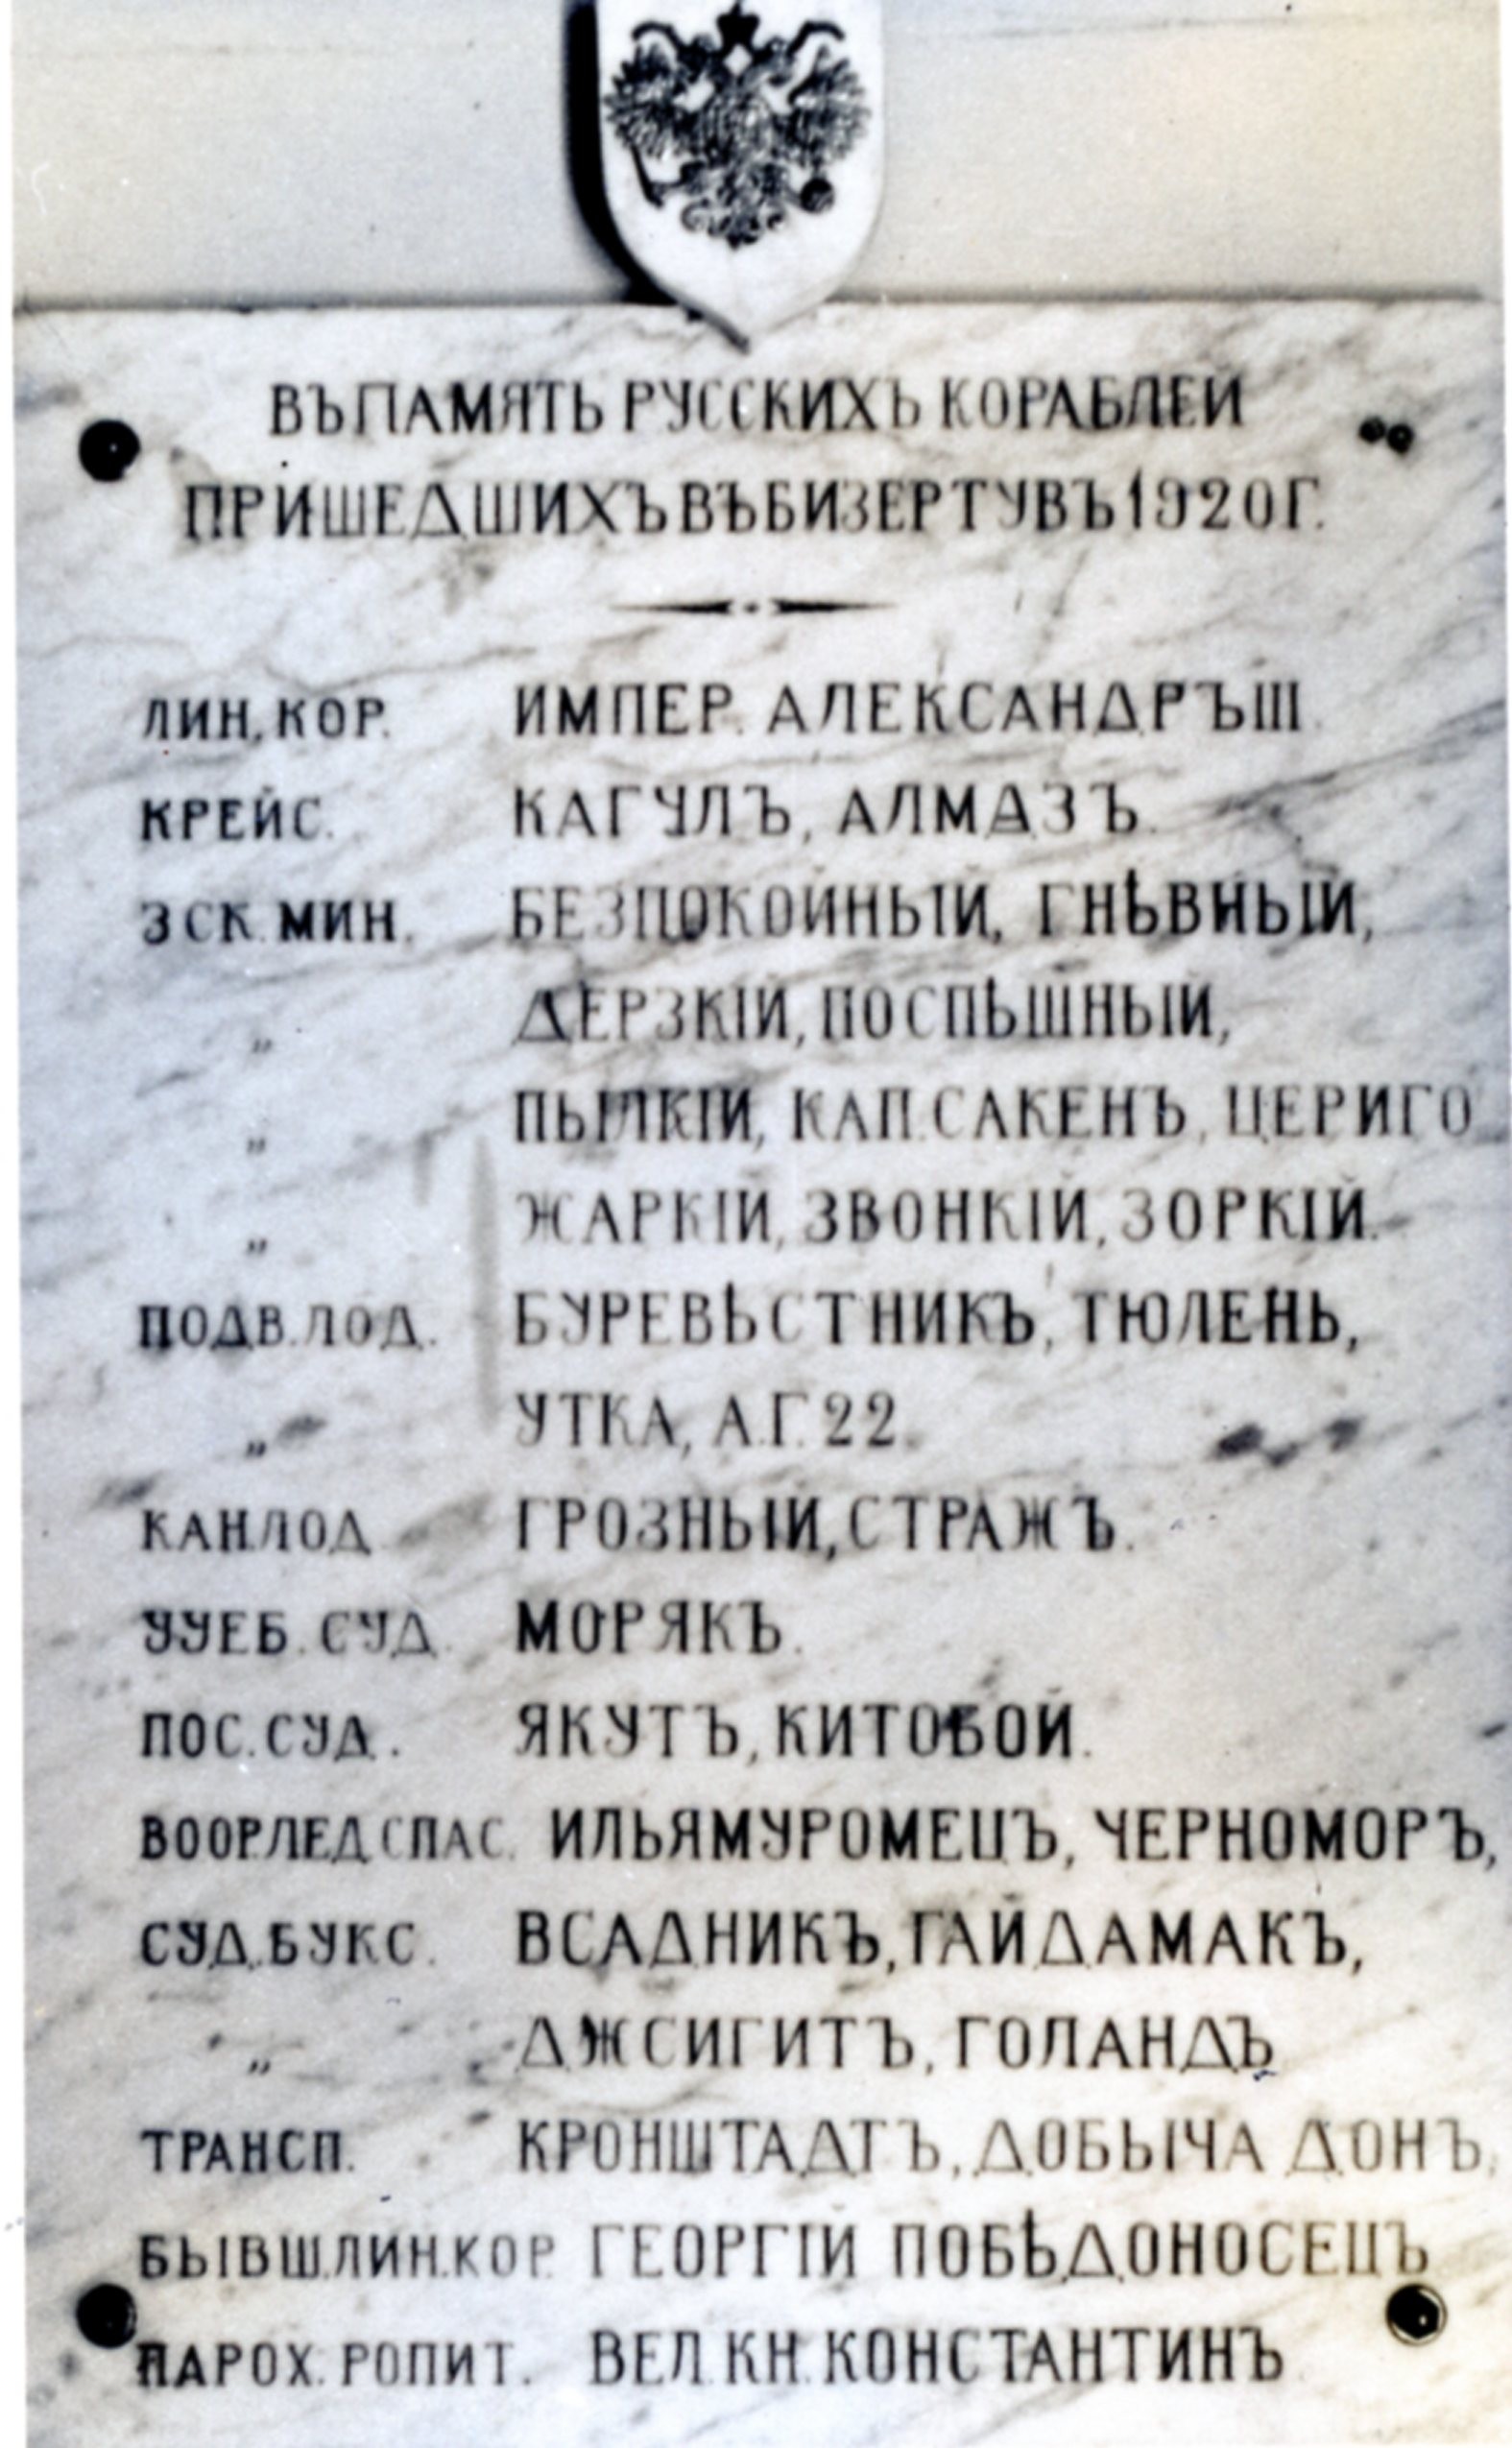 ВЪ ПАМЯТЬ РУССКИХЪ КОРАБЛЕЙ
ПРИШЕДШИХЪ ВЪ БИЗЕРТУ ВЪ 1920 Г.
ЛИН. КОР. ИМПЕР. АЛЕКСАНДРЪ III.
КРЕЙС. КАГУЛЪ, АЛМАЗЪ.
ЭСК. МИН. БЕЗПОКОЙНЫЙ, ГНѢВНЫЙ,
„ ДЕРЗКІЙ, ПОСПѢШНЫЙ,
„ ПЫЛКІЙ, КАП. САКЕНЪ, ЦЕРИГО
„ ЖАРКІЙ, ЗВОНКІЙ, ЗОРКІЙ.
ПОДВ. ЛОД. БУРЕВѢСТНИКЪ, ТЮЛЕНЬ,
„ УТКА, А.Г. 22.
КАН. ЛОД. ГРОЗНЫЙ, СТРАЖЪ.
УЧЕБ. СУД. МОРЯКЪ.
ПОС. СУД. ЯКУТЪ, КИТОБОЙ.
ВООР. ЛЕД. СПАС. ИЛЬЯ МУРОМЕЦЪ, ЧЕРНОМОРЪ,
СУД. БУКС. ВСАДНИКЪ, ГАЙДАМАКЪ,
„ ДЖСИГИТЪ, ГОЛАНДЪ
ТРАНСП. КРОНШТАДТЪ, ДОБЫЧА ДОНЪ,
БЫВШ. ЛИН. КОР. ГЕОРГІЙ ПОБѢДОНОСЕЦЪ
ПАРОХ. РОПИТ. ВЕЛ. КН. КОНСТАНТИНЪ